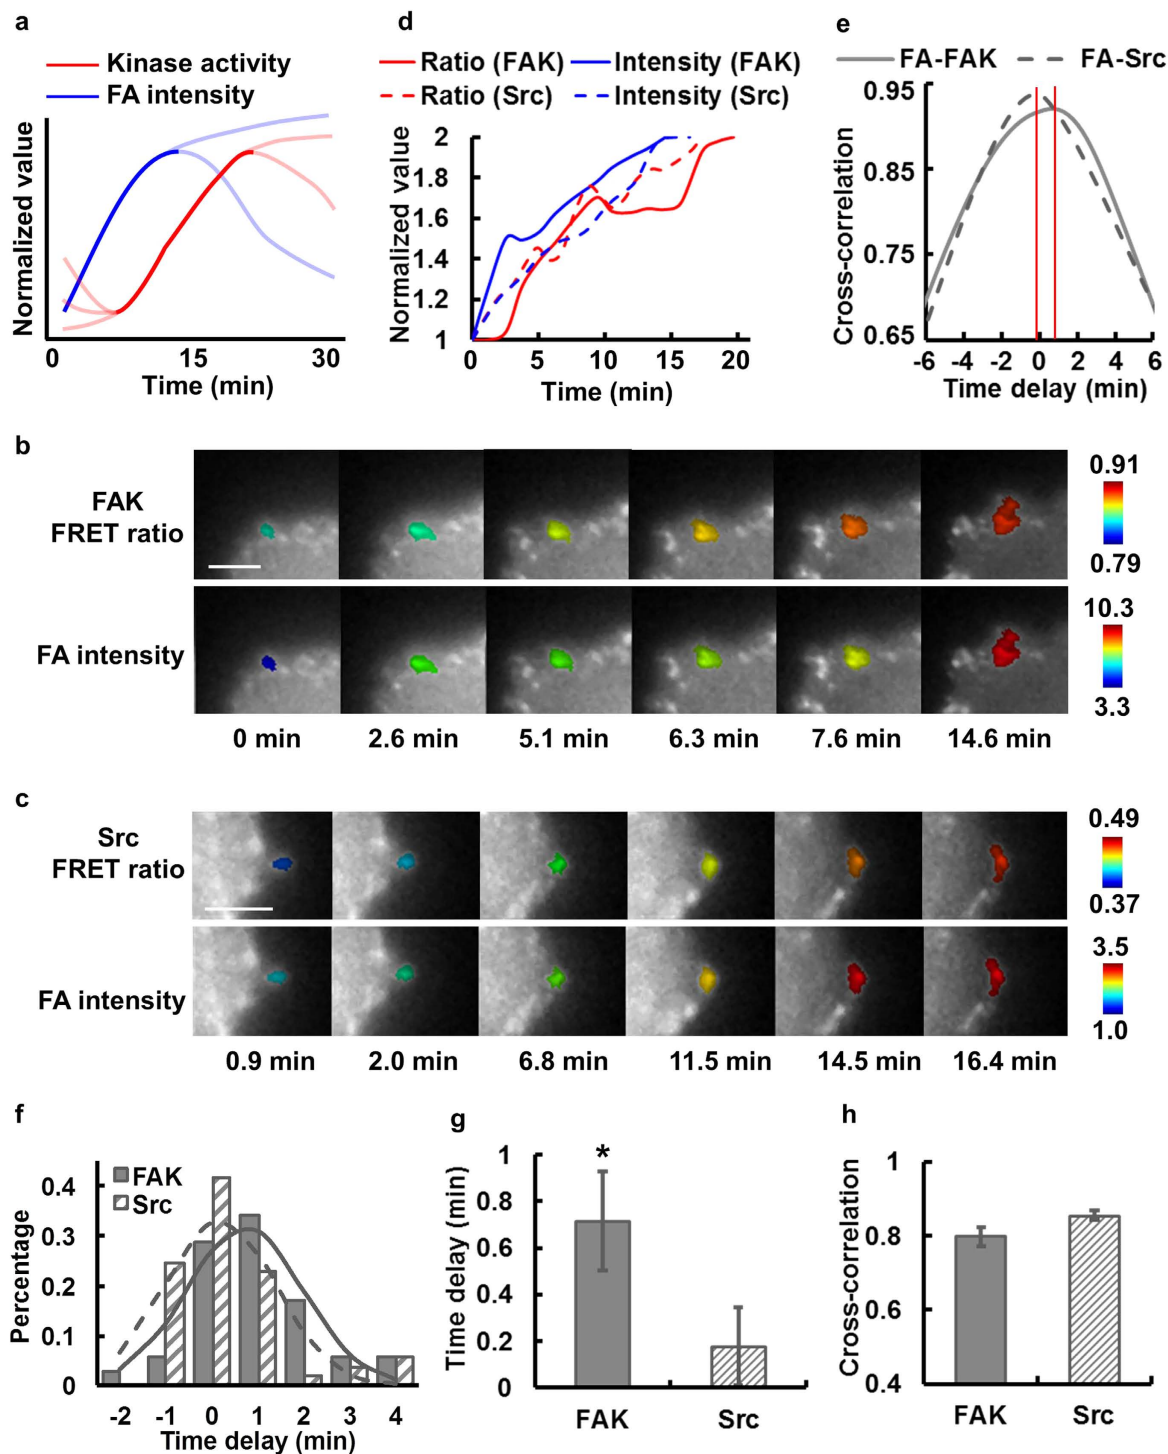 a
Kinase activity
FA intensity
Normalized value
0 15 30
Time (min)
d
Ratio (FAK) Intensity (FAK)
Ratio (Src) Intensity (Src)
Normalized value
2
1.8
1.6
1.4
1.2
1
0 5 10 15 20
Time (min)
e
FA-FAK FA-Src
Cross-correlation
0.95
0.85
0.75
0.65
-6 -4 -2 0 2 4 6
Time delay (min)
b
FAK
FRET ratio
0.91
0.79
FA intensity
10.3
3.3
0 min 2.6 min 5.1 min 6.3 min 7.6 min 14.6 min
c
Src
FRET ratio
0.49
0.37
FA intensity
3.5
1.0
0.9 min 2.0 min 6.8 min 11.5 min 14.5 min 16.4 min
f
FAK
Src
Percentage
0.4
0.3
0.2
0.1
0
-2 -1 0 1 2 3 4
Time delay (min)
g
Time delay (min)
1
0.8
0.6
0.4
0.2
0
*
FAK Src
h
Cross-correlation
1
0.8
0.6
0.4
FAK Src